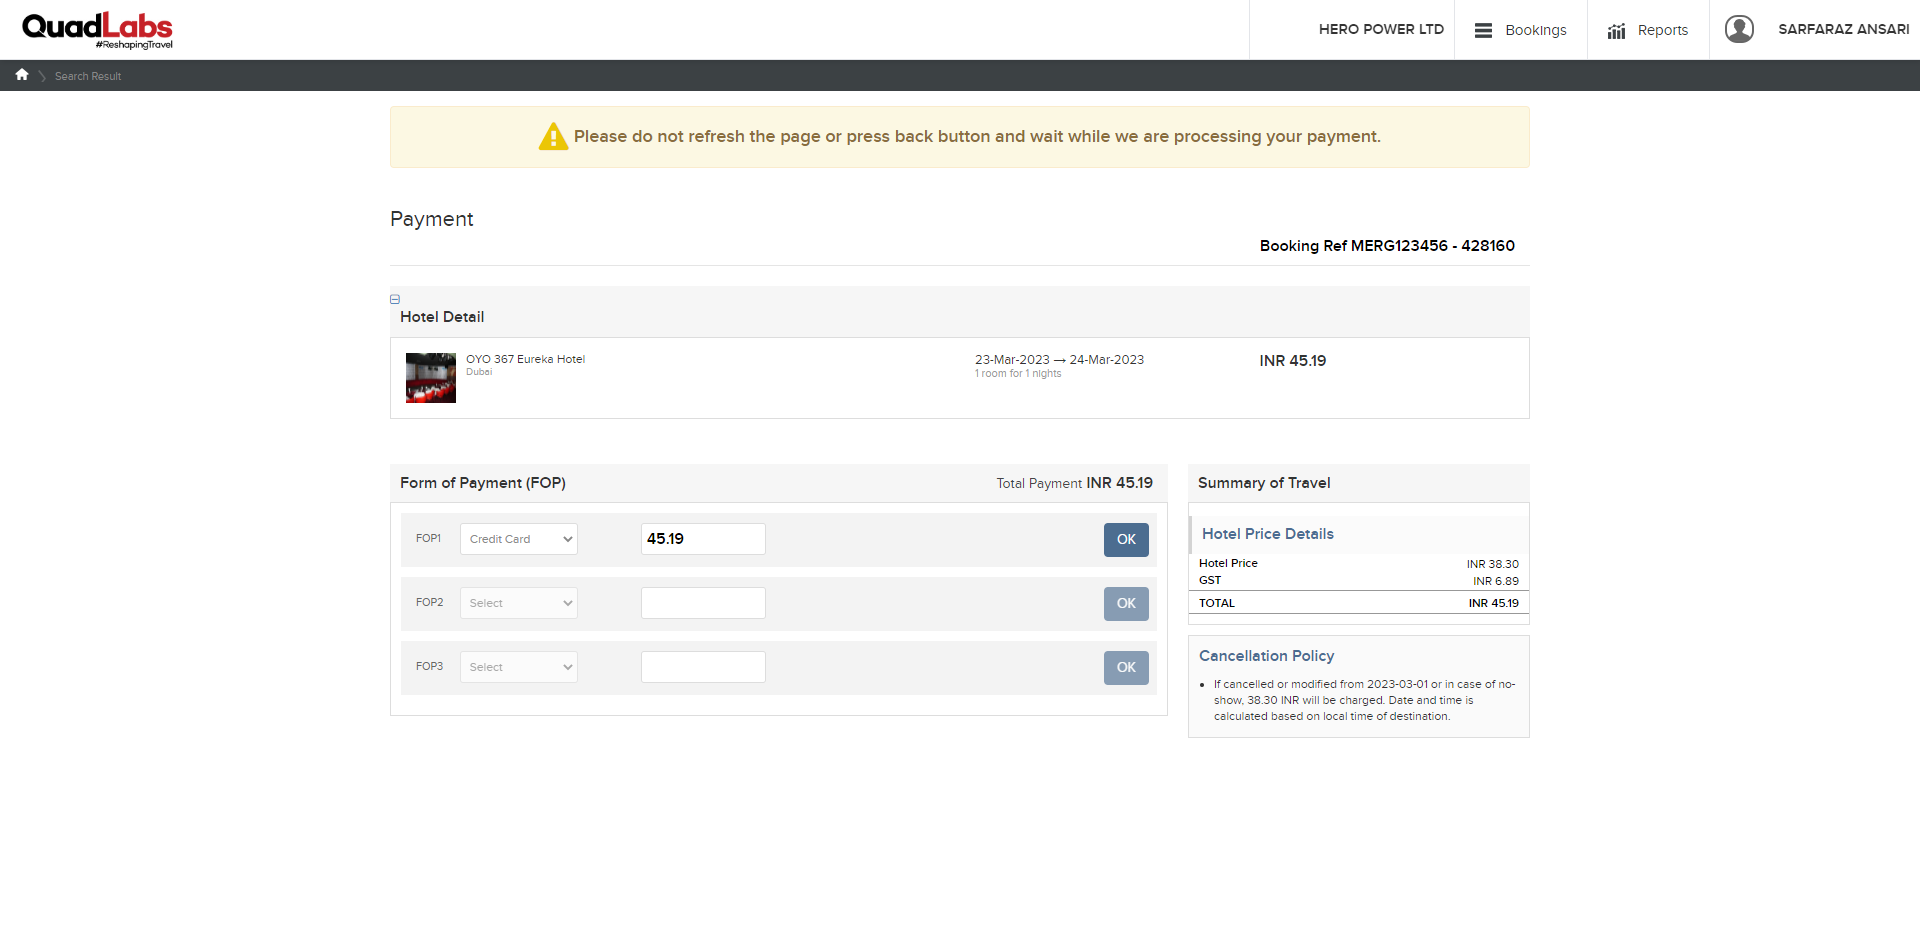 QuadLabs
#ReshapingTravel
HERO POWER LTD
Bookings
Reports
SARFARAZ ANSARI
Search Result
Please do not refresh the page or press back button and wait while we are processing your payment.
Payment
Booking Ref MERG123456 - 428160
Hotel Detail
OYO 367 Eureka Hotel
Dubai
23-Mar-2023 → 24-Mar-2023
1 room for 1 nights
INR 45.19
Form of Payment (FOP)
Total Payment INR 45.19
FOP1 Credit Card 45.19 OK
FOP2 Select OK
FOP3 Select OK
Summary of Travel
Hotel Price Details
Hotel Price INR 38.30
GST INR 6.89
TOTAL INR 45.19
Cancellation Policy
If cancelled or modified from 2023-03-01 or in case of no-
show, 38.30 INR will be charged. Date and time is
calculated based on local time of destination.